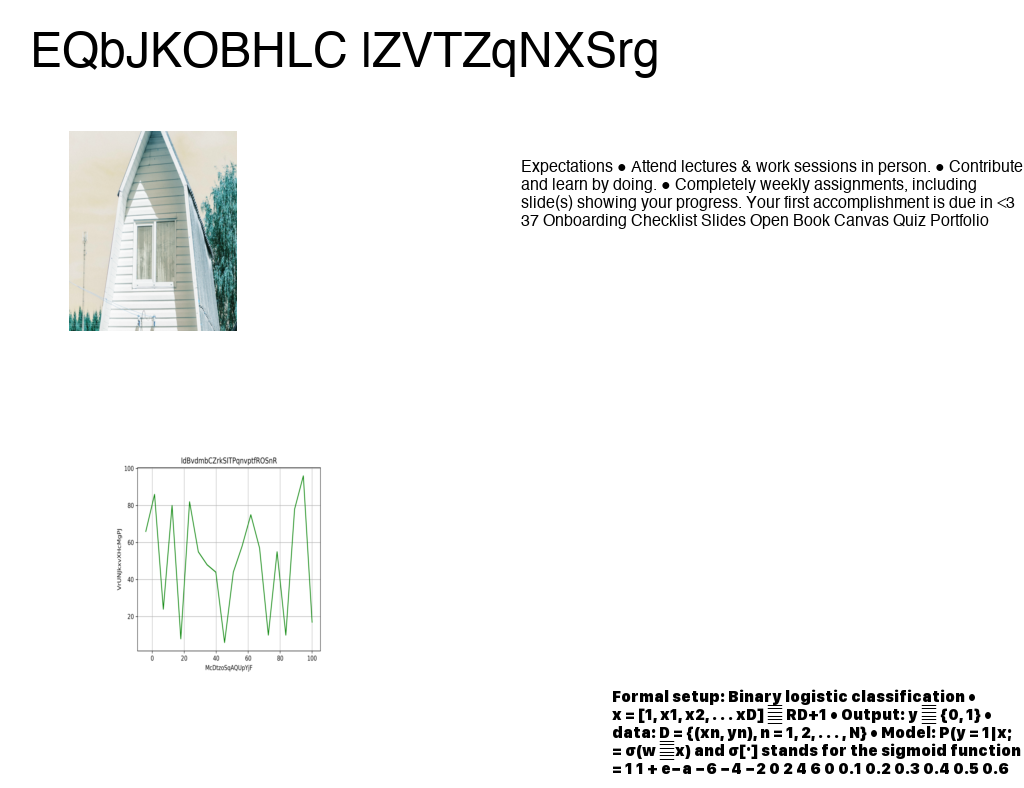 EQbJKOBHLC lZVTZqNXSrg
Expectations ● Attend lectures & work sessions in person. ● Contribute
and learn by doing. ● Completely weekly assignments, including
slide(s) showing your progress. Your first accomplishment is due in <3
37 Onboarding Checklist Slides Open Book Canvas Quiz Portfolio
100
80
60
40
20
0 20 40 60 80 100
Formal setup: Binary logistic classification •
x = [1, x1, x2, . . . xD] RD+1 • Output: y {0, 1} •
data: D = {(xn, yn), n = 1, 2, . . . , N} • Model: P(y = 1|x;
= σ(w x) and σ[·] stands for the sigmoid function
= 1 1 + e−a −6 −4 −2 0 2 4 6 0 0.1 0.2 0.3 0.4 0.5 0.6